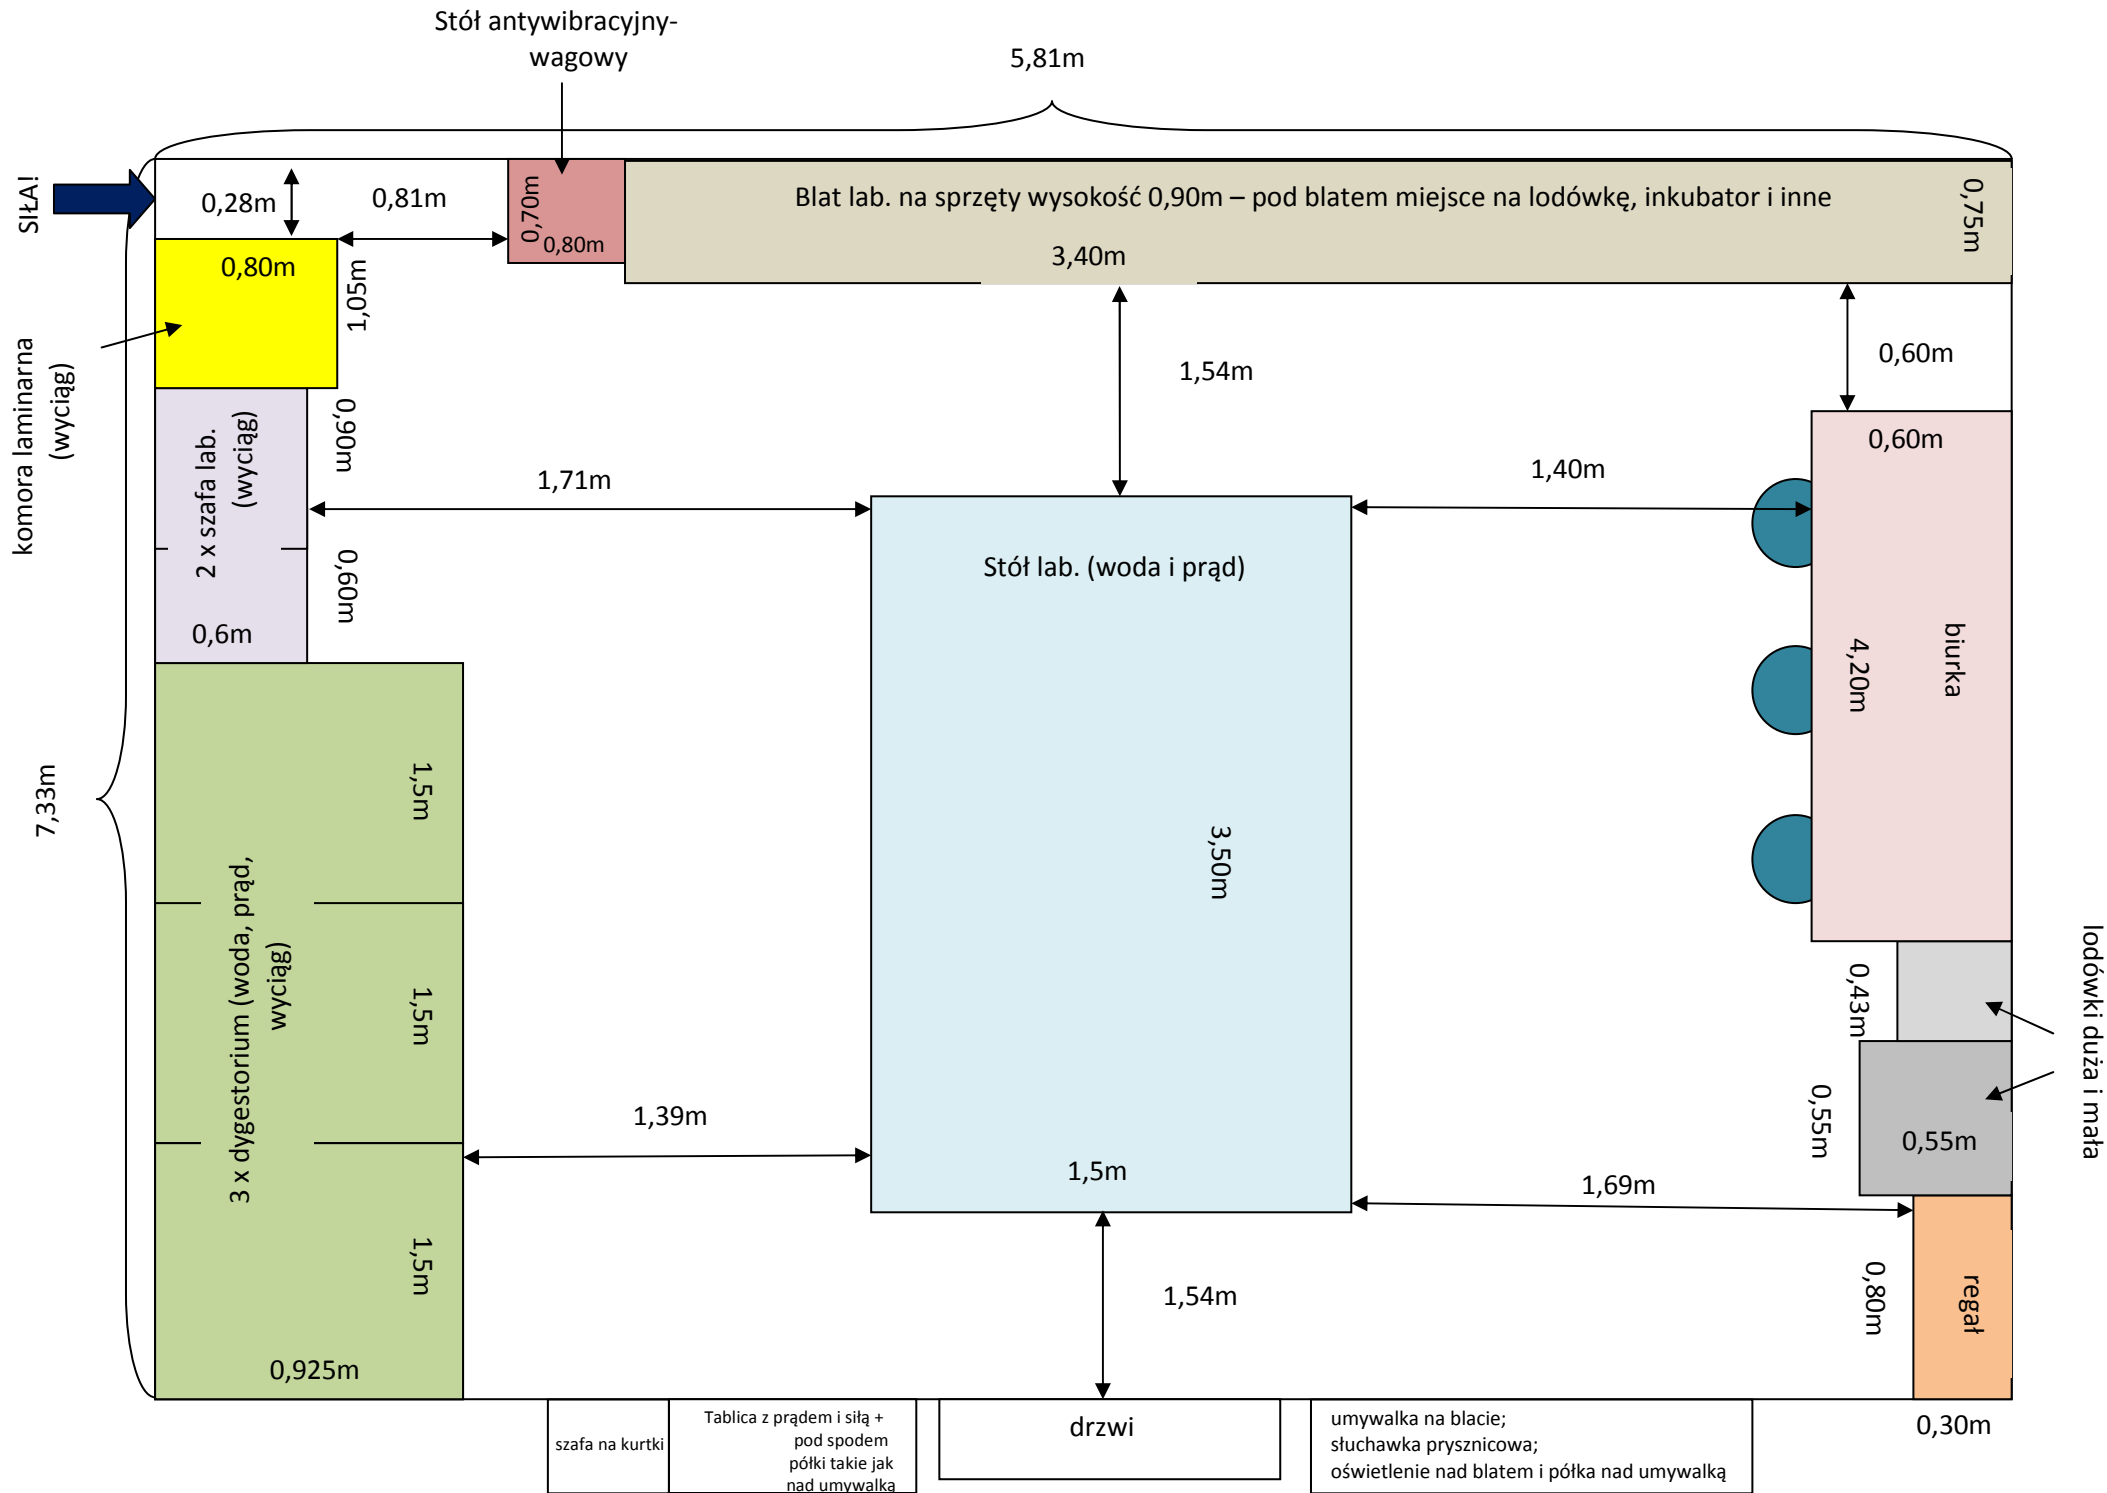 Stół antywibracyjny-
wagowy
5,81m
SIŁA!
0,28m
0,81m
0,70m
0,80m
Blat lab. na sprzęty wysokość 0,90m – pod blatem miejsce na lodówkę, inkubator i inne
3,40m
0,75m
0,80m
1,05m
komora laminarna
(wyciąg)
1,54m
0,60m
2 x szafa lab.
(wyciąg)
0,90m
0,60m
0,6m
1,71m
1,40m
0,60m
Stół lab. (woda i prąd)
biurka
4,20m
7,33m
1,5m
3 x dygestorium (woda, prąd,
wyciąg)
1,5m
1,5m
0,925m
3,50m
1,39m
1,5m
0,43m
lodówki duża i mała
0,55m
0,55m
1,69m
1,54m
0,80m
regał
0,30m
szafa na kurtki
Tablica z prądem i siłą +
pod spodem
półki takie jak
nad umywalką
drzwi
umywalka na blacie;
słuchawka prysznicowa;
oświetlenie nad blatem i półka nad umywalką